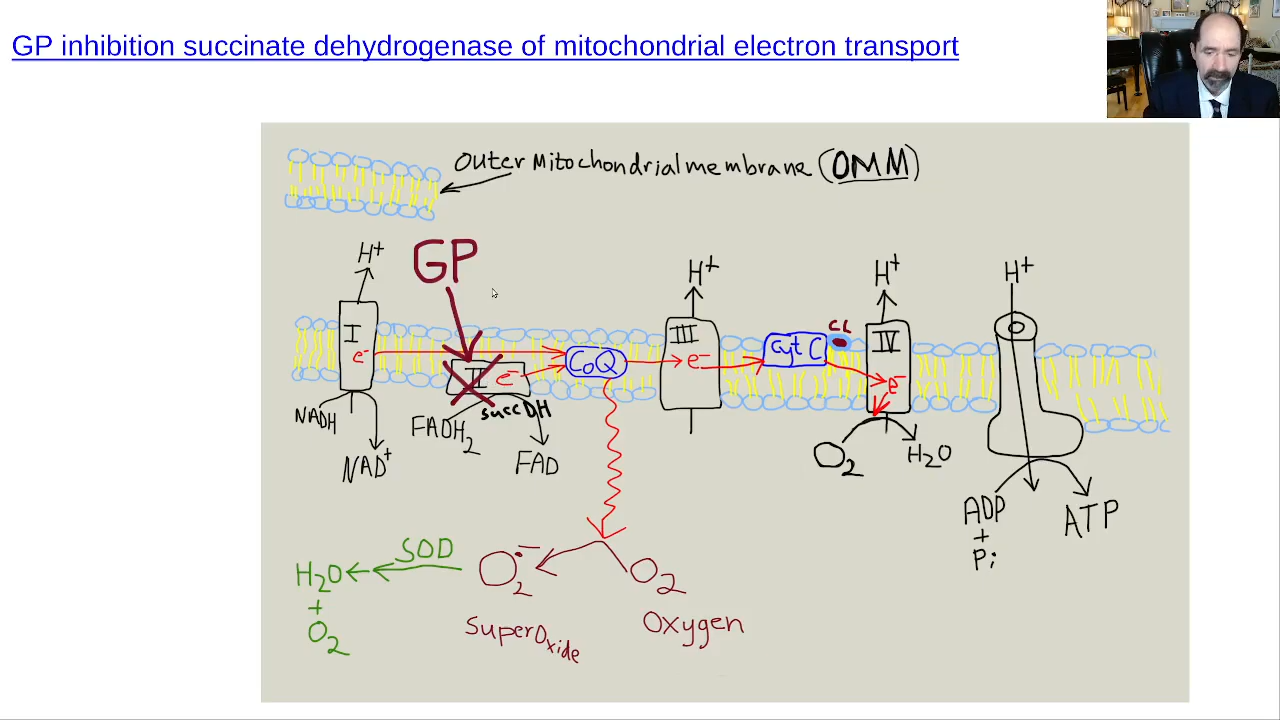 GP inhibition succinate dehydrogenase of mitochondrial electron transport
Outer Mitochondrial membrane (OMM)
H+
GP
H+
H+
H+
CL
I
e-
II
e-
CoQ
III
e-
Cyt C
IV
e-
succ DH
NADH
NAD+
FADH2
FAD
O2
H2O
ADP
+
Pi
ATP
SOD
H2O
+
O2
O2•−
SuperOxide
O2
Oxygen